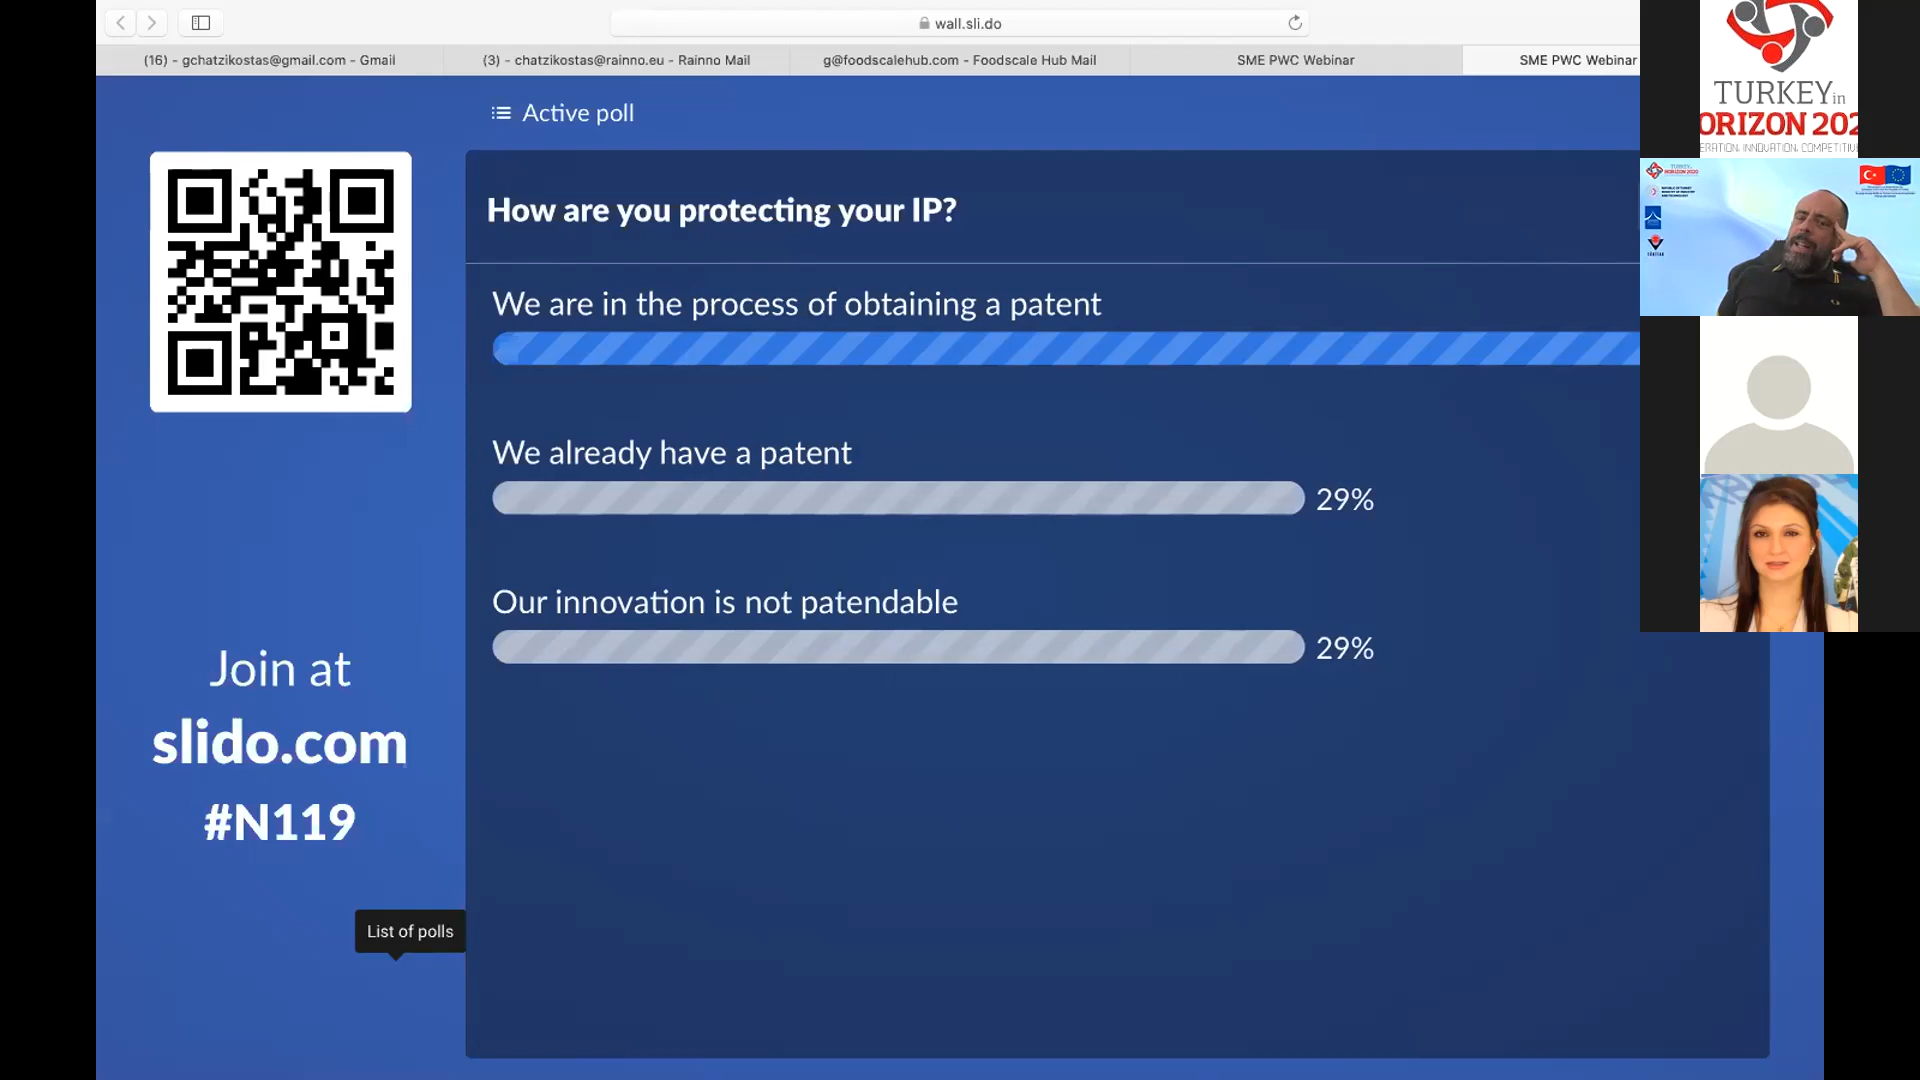 wall.sli.do
(16) - gchatzikostas@gmail.com - Gmail
(3) - chatzikostas@rainno.eu - Rainno Mail
g@foodscalehub.com - Foodscale Hub Mail
SME PWC Webinar
SME PWC Webinar
Active poll
How are you protecting your IP?
We are in the process of obtaining a patent
We already have a patent
29%
Our innovation is not patendable
29%
Join at
slido.com
#N119
List of polls
TURKEY in
ORIZON 202
ERATION, INNOVATION, COMPETITIVE